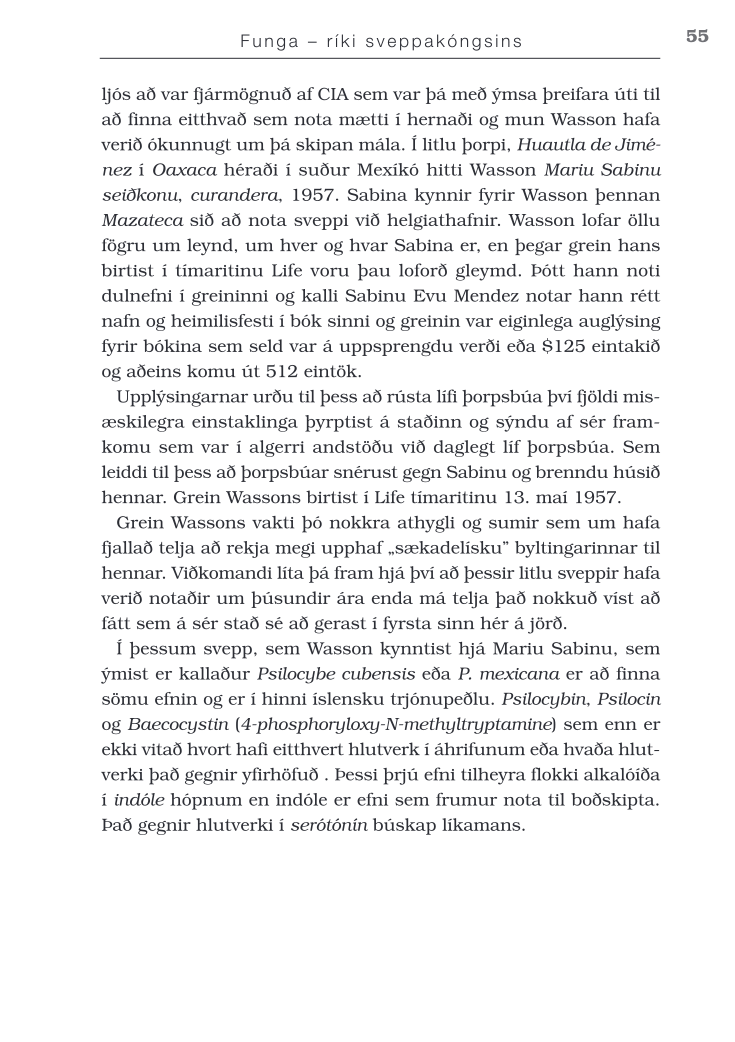 Funga – ríki sveppakóngsins
55
ljós að var fjármögnuð af CIA sem var þá með ýmsa þreifara úti til
að finna eitthvað sem nota mætti í hernaði og mun Wasson hafa
verið ókunnugt um þá skipan mála. Í litlu þorpi, Huautla de Jimé-
nez í Oaxaca héraði í suður Mexíkó hitti Wasson Mariu Sabinu
seiðkonu, curandera, 1957. Sabina kynnir fyrir Wasson þennan
Mazateca sið að nota sveppi við helgiathafnir. Wasson lofar öllu
fögru um leynd, um hver og hvar Sabina er, en þegar grein hans
birtist í tímaritinu Life voru þau loforð gleymd. Þótt hann noti
dulnefni í greininni og kalli Sabinu Evu Mendez notar hann rétt
nafn og heimilisfesti í bók sinni og greinin var eiginlega auglýsing
fyrir bókina sem seld var á uppsprengdu verði eða $125 eintakið
og aðeins komu út 512 eintök.
Upplýsingarnar urðu til þess að rústa lífi þorpsbúa því fjöldi mis-
æskilegra einstaklinga þyrptist á staðinn og sýndu af sér fram-
komu sem var í algerri andstöðu við daglegt líf þorpsbúa. Sem
leiddi til þess að þorpsbúar snérust gegn Sabinu og brenndu húsið
hennar. Grein Wassons birtist í Life tímaritinu 13. maí 1957.
Grein Wassons vakti þó nokkra athygli og sumir sem um hafa
fjallað telja að rekja megi upphaf „sækadelísku” byltingarinnar til
hennar. Viðkomandi líta þá fram hjá því að þessir litlu sveppir hafa
verið notaðir um þúsundir ára enda má telja það nokkuð víst að
fátt sem á sér stað sé að gerast í fyrsta sinn hér á jörð.
Í þessum svepp, sem Wasson kynntist hjá Mariu Sabinu, sem
ýmist er kallaður Psilocybe cubensis eða P. mexicana er að finna
sömu efnin og er í hinni íslensku trjónupeðlu. Psilocybin, Psilocin
og Baecocystin (4-phosphoryloxy-N-methyltryptamine) sem enn er
ekki vitað hvort hafi eitthvert hlutverk í áhrifunum eða hvaða hlut-
verki það gegnir yfirhöfuð . Þessi þrjú efni tilheyra flokki alkalóíða
í indóle hópnum en indóle er efni sem frumur nota til boðskipta.
Það gegnir hlutverki í serótónín búskap líkamans.